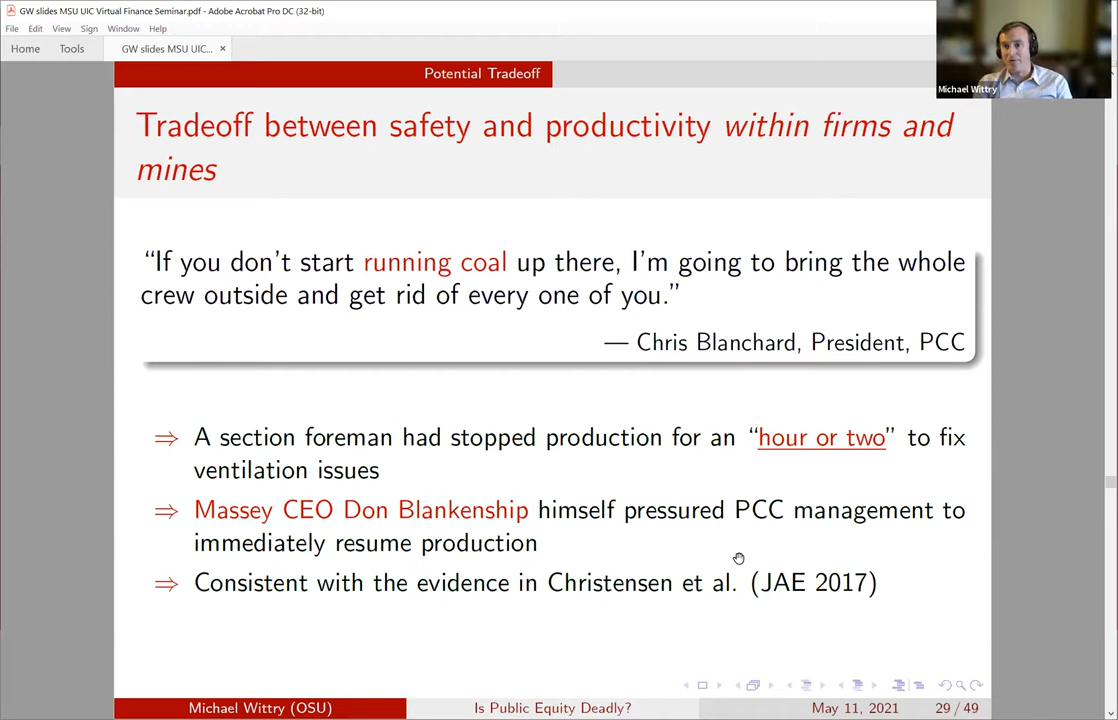 GW slides MSU UIC Virtual Finance Seminar.pdf - Adobe Acrobat Pro DC (32-bit)
File Edit View Sign Window Help
Home Tools GW slides MSU UIC... ×
Michael Wittry
Potential Tradeoff
Tradeoff between safety and productivity within firms and
mines
“If you don’t start running coal up there, I’m going to bring the whole
crew outside and get rid of every one of you.”
— Chris Blanchard, President, PCC
⇒ A section foreman had stopped production for an “hour or two” to fix
ventilation issues
⇒ Massey CEO Don Blankenship himself pressured PCC management to
immediately resume production
⇒ Consistent with the evidence in Christensen et al. (JAE 2017)
Michael Wittry (OSU) Is Public Equity Deadly? May 11, 2021 29 / 49